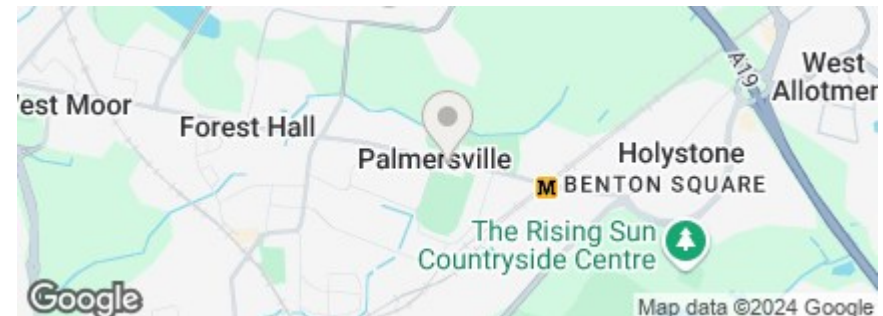 A19
West
Allotmer
est Moor
Forest Hall
Palmersville
Holystone
M BENTON SQUARE
The Rising Sun
Countryside Centre
Google
Map data ©2024 Google